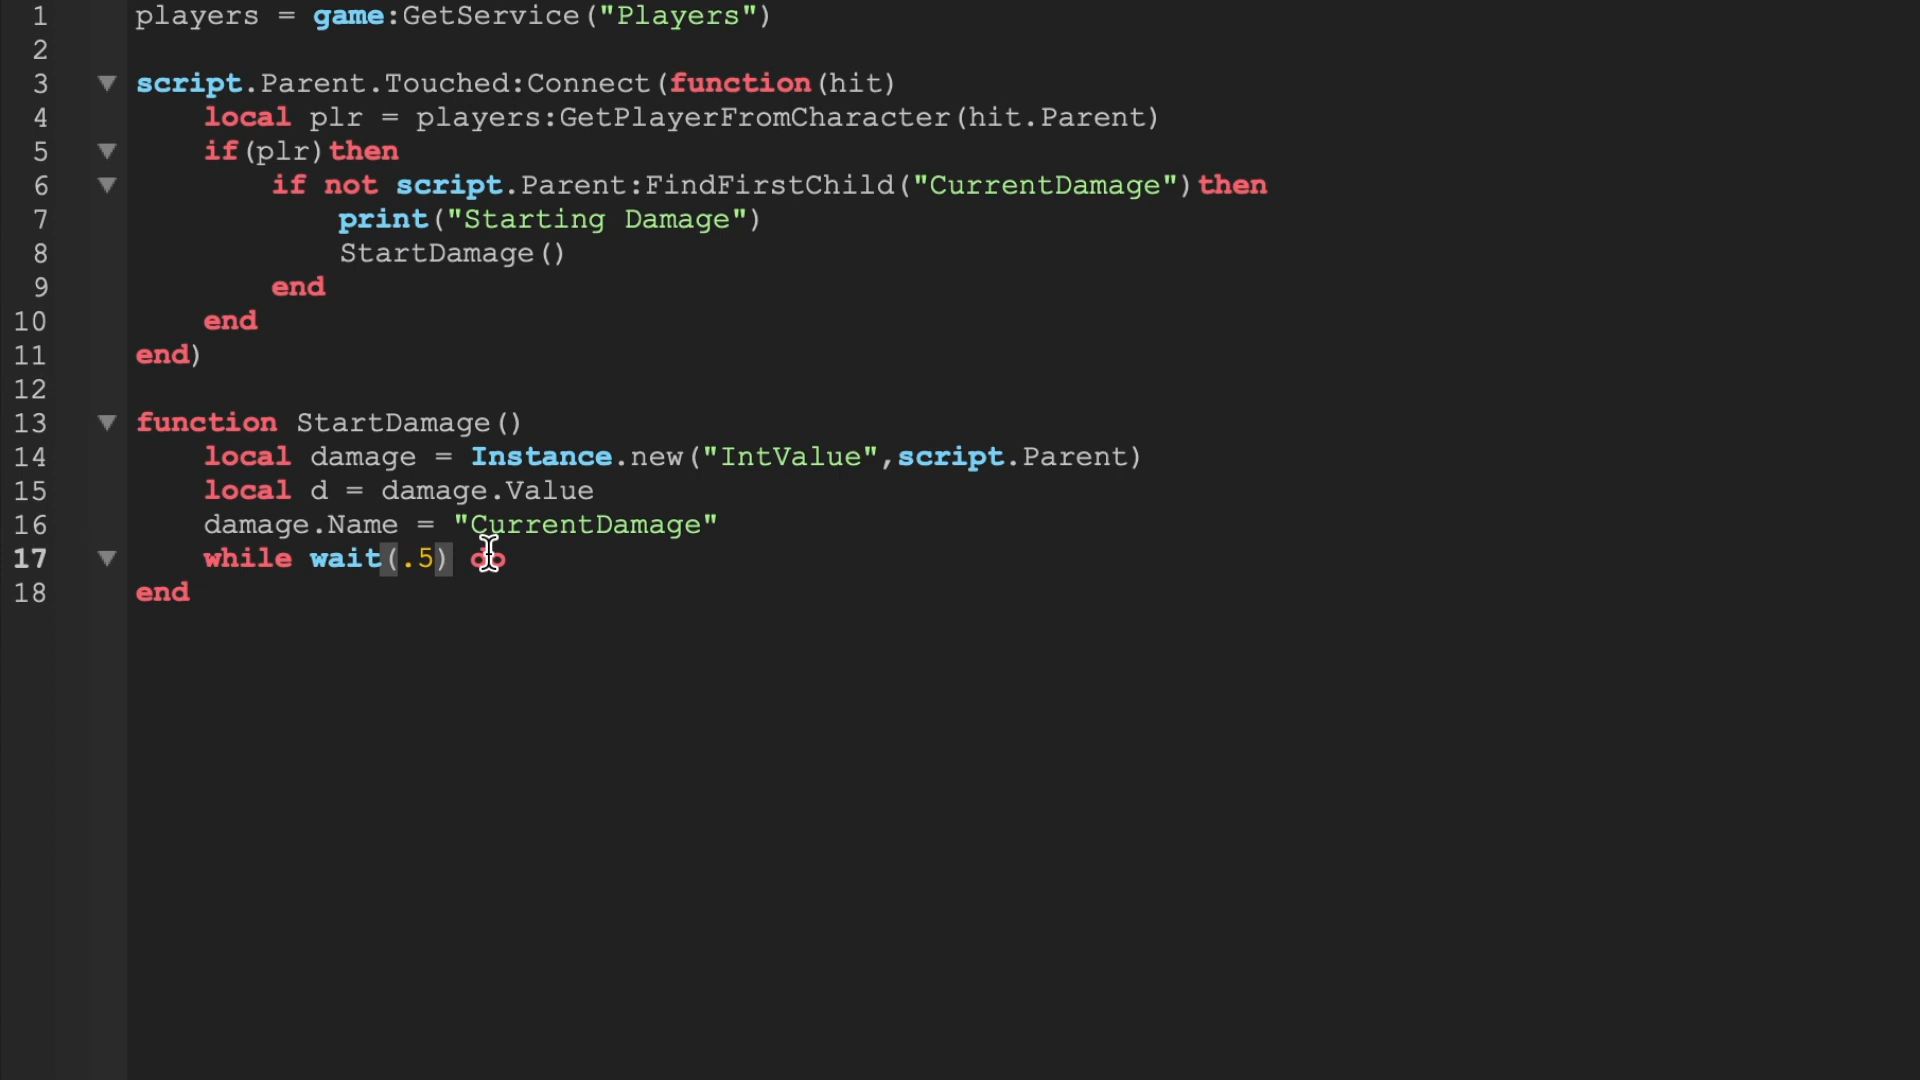 1 players = game:GetService("Players")
2
3 script.Parent.Touched:Connect(function(hit)
4 local plr = players:GetPlayerFromCharacter(hit.Parent)
5 if(plr)then
6 if not script.Parent:FindFirstChild("CurrentDamage")then
7 print("Starting Damage")
8 StartDamage()
9 end
10 end
11 end)
12
13 function StartDamage()
14 local damage = Instance.new("IntValue",script.Parent)
15 local d = damage.Value
16 damage.Name = "CurrentDamage"
17 while wait(.5) do
18 end